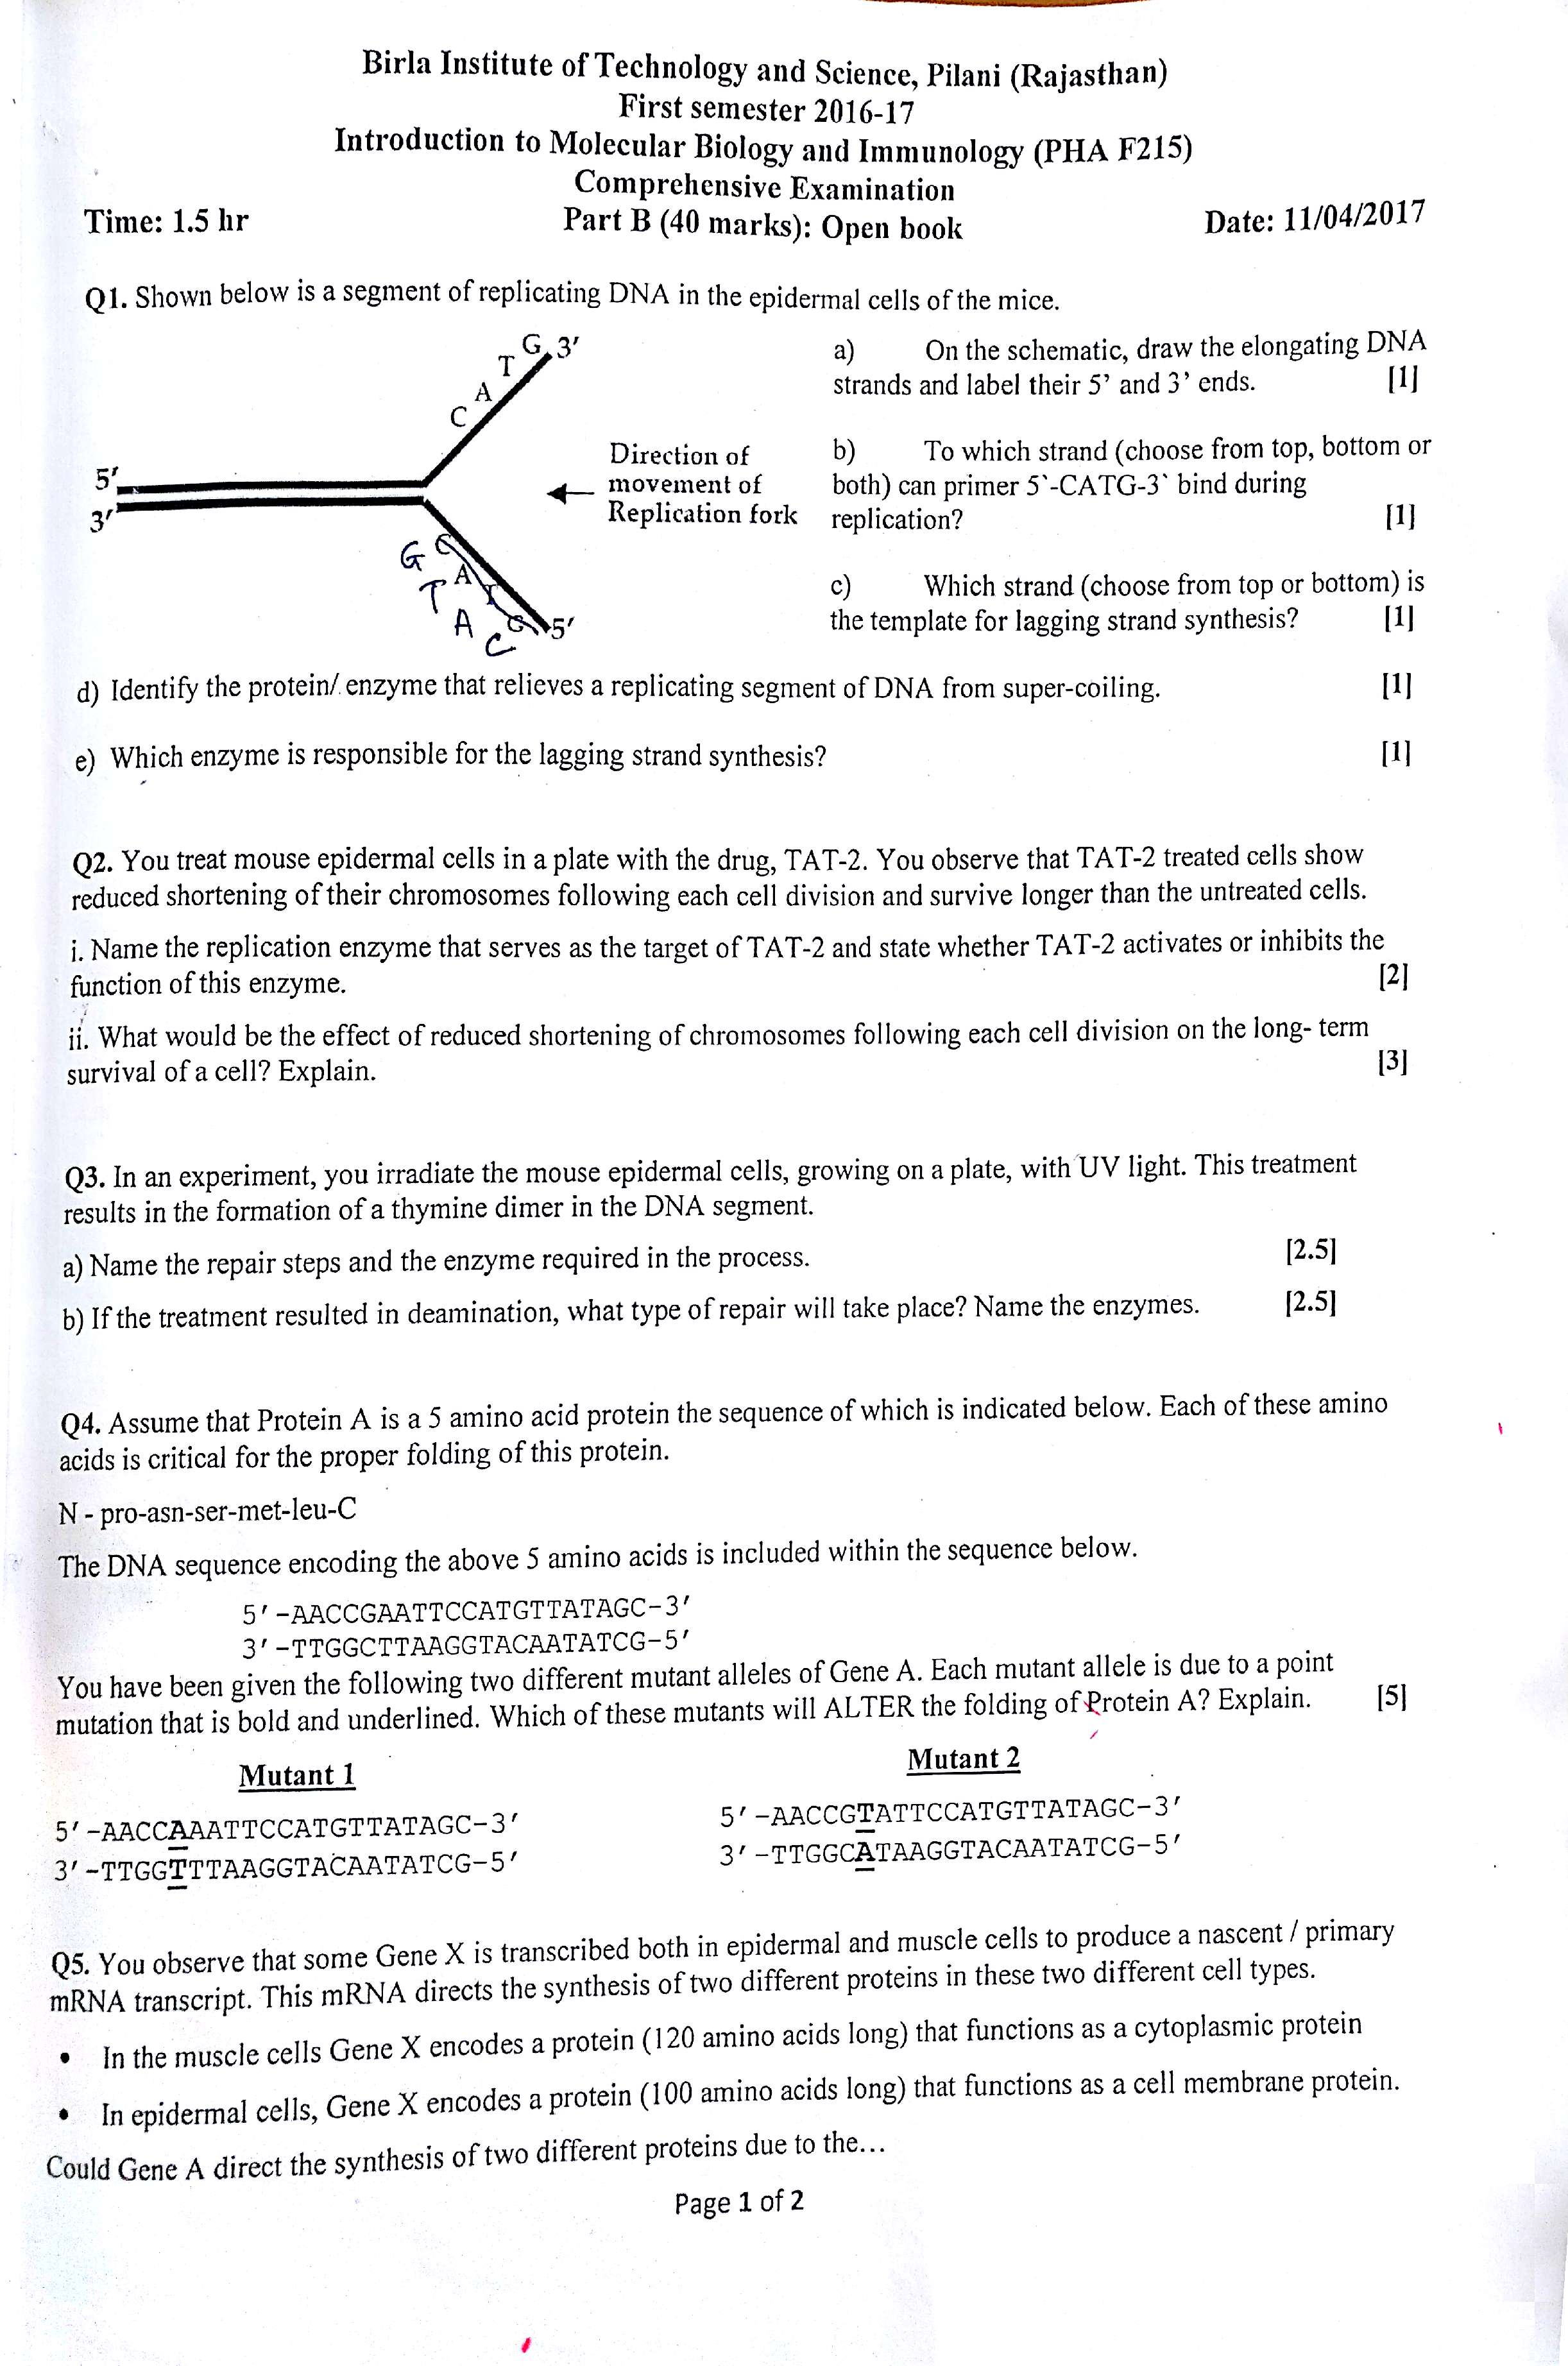 Birla Institute of Technology and Science, Pilani (Rajasthan)
First semester 2016-17
Introduction to Molecular Biology and Immunology (PHA F215)
Comprehensive Examination
Time: 1.5 hr Part B (40 marks): Open book Date: 11/04/2017
Q1. Shown below is a segment of replicating DNA in the epidermal cells of the mice.
G 3′
T
A
C
5′
3′
Direction of
movement of
Replication fork
C
A
T
G 5′
G
T
A
C
a) On the schematic, draw the elongating DNA
strands and label their 5’ and 3’ ends. [1]
b) To which strand (choose from top, bottom or
both) can primer 5`-CATG-3` bind during
replication? [1]
c) Which strand (choose from top or bottom) is
the template for lagging strand synthesis? [1]
d) Identify the protein/ enzyme that relieves a replicating segment of DNA from super-coiling. [1]
e) Which enzyme is responsible for the lagging strand synthesis? [1]
Q2. You treat mouse epidermal cells in a plate with the drug, TAT-2. You observe that TAT-2 treated cells show
reduced shortening of their chromosomes following each cell division and survive longer than the untreated cells.
i. Name the replication enzyme that serves as the target of TAT-2 and state whether TAT-2 activates or inhibits the
function of this enzyme. [2]
ii. What would be the effect of reduced shortening of chromosomes following each cell division on the long- term
survival of a cell? Explain. [3]
Q3. In an experiment, you irradiate the mouse epidermal cells, growing on a plate, with UV light. This treatment
results in the formation of a thymine dimer in the DNA segment.
a) Name the repair steps and the enzyme required in the process. [2.5]
b) If the treatment resulted in deamination, what type of repair will take place? Name the enzymes. [2.5]
Q4. Assume that Protein A is a 5 amino acid protein the sequence of which is indicated below. Each of these amino
acids is critical for the proper folding of this protein.
N - pro-asn-ser-met-leu-C
The DNA sequence encoding the above 5 amino acids is included within the sequence below.
5′-AACCGAATTCCATGTTATAGC-3′
3′-TTGGCTTAAGGTACAATATCG-5′
You have been given the following two different mutant alleles of Gene A. Each mutant allele is due to a point
mutation that is bold and underlined. Which of these mutants will ALTER the folding of Protein A? Explain. [5]
Mutant 1 Mutant 2
5′-AACCAAATTCCATGTTATAGC-3′ 5′-AACCGTATTCCATGTTATAGC-3′
3′-TTGGTTTAAGGTACAATATCG-5′ 3′-TTGGCATAAGGTACAATATCG-5′
Q5. You observe that some Gene X is transcribed both in epidermal and muscle cells to produce a nascent / primary
mRNA transcript. This mRNA directs the synthesis of two different proteins in these two different cell types.
• In the muscle cells Gene X encodes a protein (120 amino acids long) that functions as a cytoplasmic protein
• In epidermal cells, Gene X encodes a protein (100 amino acids long) that functions as a cell membrane protein.
Could Gene A direct the synthesis of two different proteins due to the…
Page 1 of 2